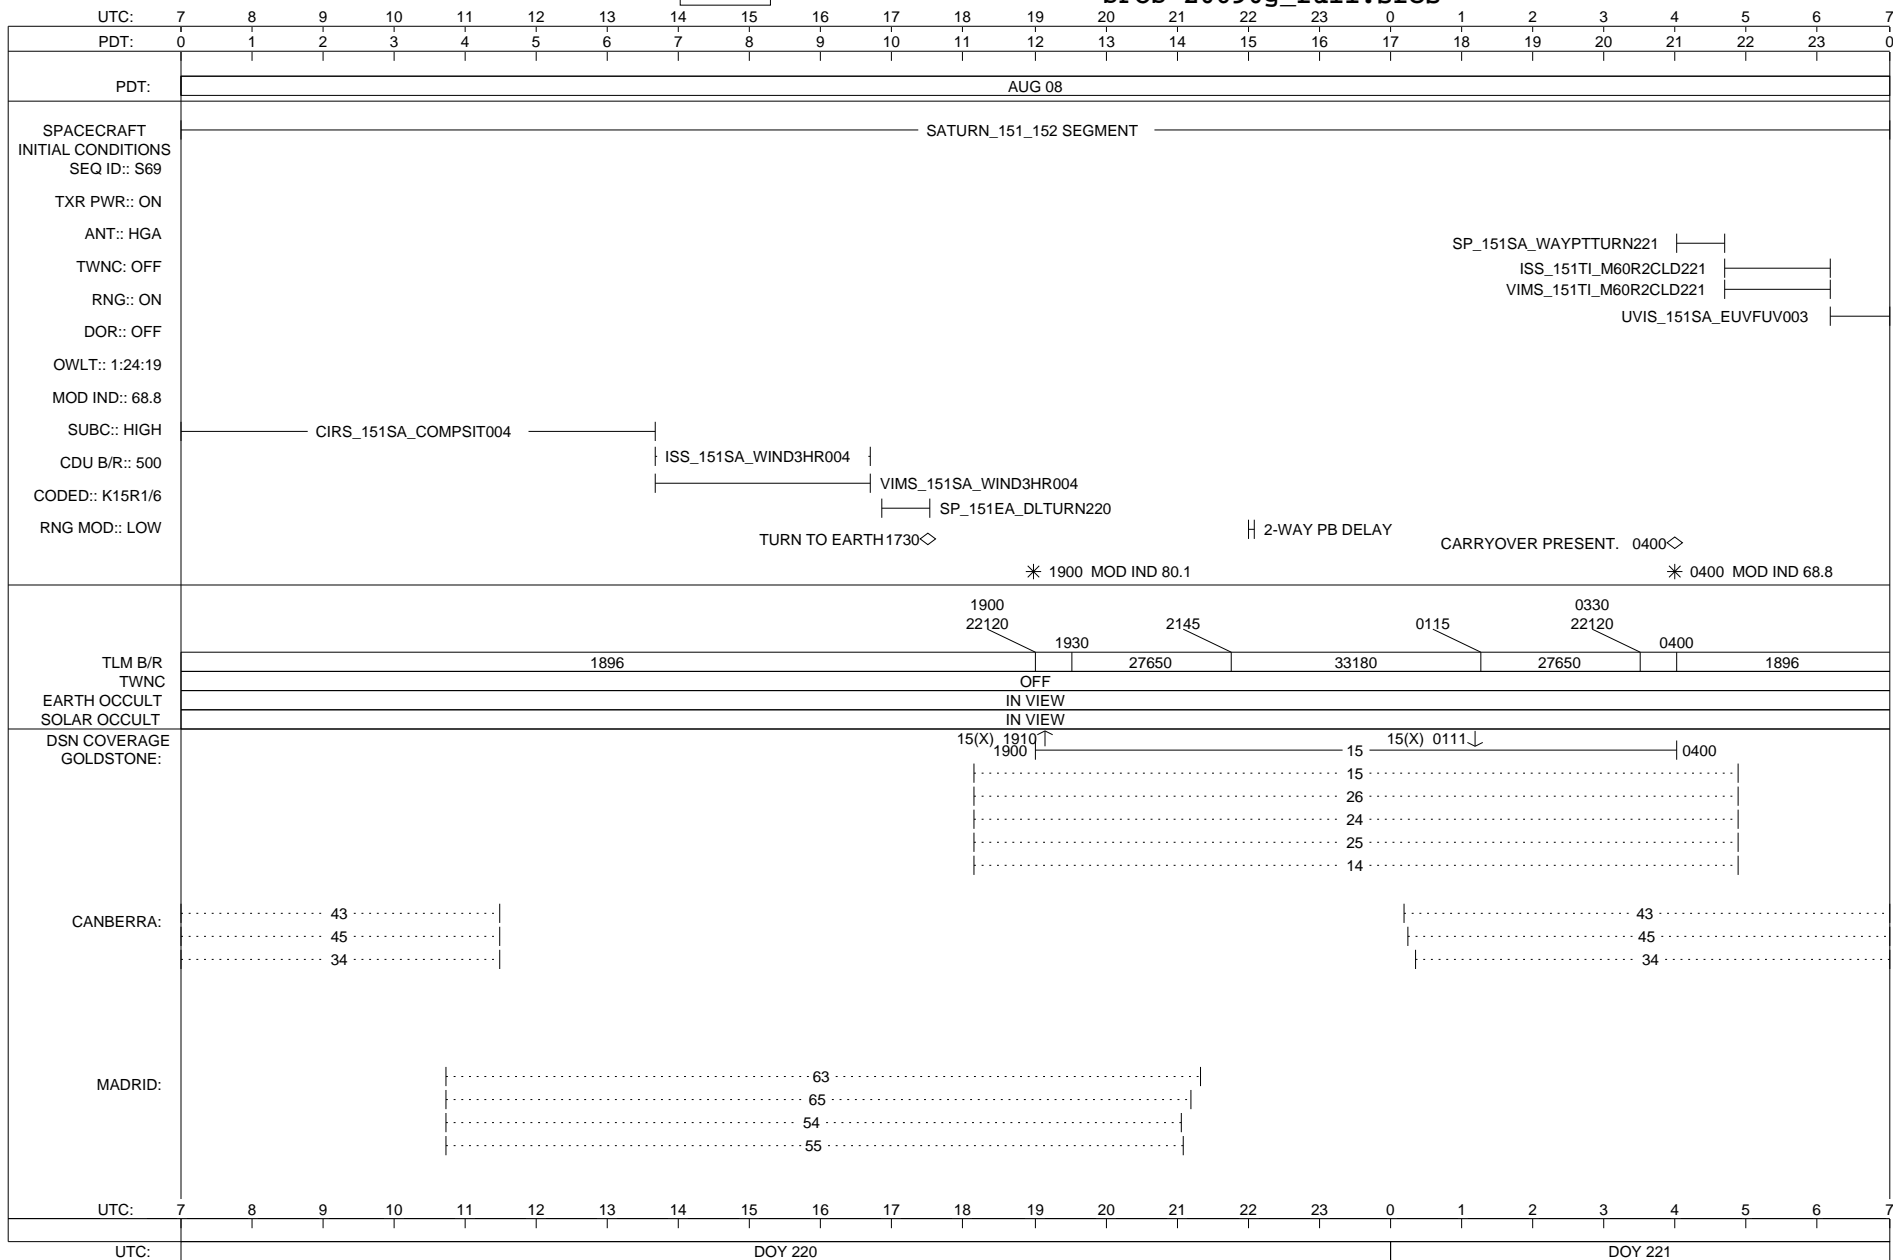 UTC: 7 8 9 10 11 12 13 14 15 16 17 18 19 20 21 22 23 0 1 2 3 4 5 6 7
PDT: 0 1 2 3 4 5 6 7 8 9 10 11 12 13 14 15 16 17 18 19 20 21 22 23 0
PDT: AUG 08
SPACECRAFT
INITIAL CONDITIONS
SATURN_151_152 SEGMENT
SEQ ID:: S69
TXR PWR:: ON
ANT:: HGA
SP_151SA_WAYPTTURN221
TWNC: OFF
ISS_151TI_M60R2CLD221
VIMS_151TI_M60R2CLD221
RNG:: ON
UVIS_151SA_EUVFUV003
DOR:: OFF
OWLT:: 1:24:19
MOD IND:: 68.8
SUBC:: HIGH
CIRS_151SA_COMPSIT004
CDU B/R:: 500
ISS_151SA_WIND3HR004
VIMS_151SA_WIND3HR004
CODED:: K15R1/6
SP_151EA_DLTURN220
RNG MOD:: LOW
2-WAY PB DELAY
TURN TO EARTH 1730
CARRYOVER PRESENT. 0400
1900 MOD IND 80.1
0400 MOD IND 68.8
1900 0330
22120 2145 0115 22120
1930 0400
TLM B/R 1896 27650 33180 27650 1896
TWNC OFF
EARTH OCCULT IN VIEW
SOLAR OCCULT IN VIEW
DSN COVERAGE 15(X) 1910 15(X) 0111
GOLDSTONE: 1900 15 0400
15
26
24
25
14
CANBERRA: 43 43
45 45
34 34
MADRID: 63
65
54
55
UTC: 7 8 9 10 11 12 13 14 15 16 17 18 19 20 21 22 23 0 1 2 3 4 5 6 7
UTC: DOY 220 DOY 221